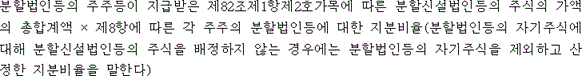 분할법인등의 주주등이 지급받은 제82조제1항제2호가목에 따른 분할신설법인등의 주식의 가액
의 총합계액 × 제8항에 따른 각 주주의 분할법인등에 대한 지분비율(분할법인등의 자기주식에
대해 분할신설법인등의 주식을 배정하지 않는 경우에는 분할법인등의 자기주식을 제외하고 산
정한 지분비율을 말한다)